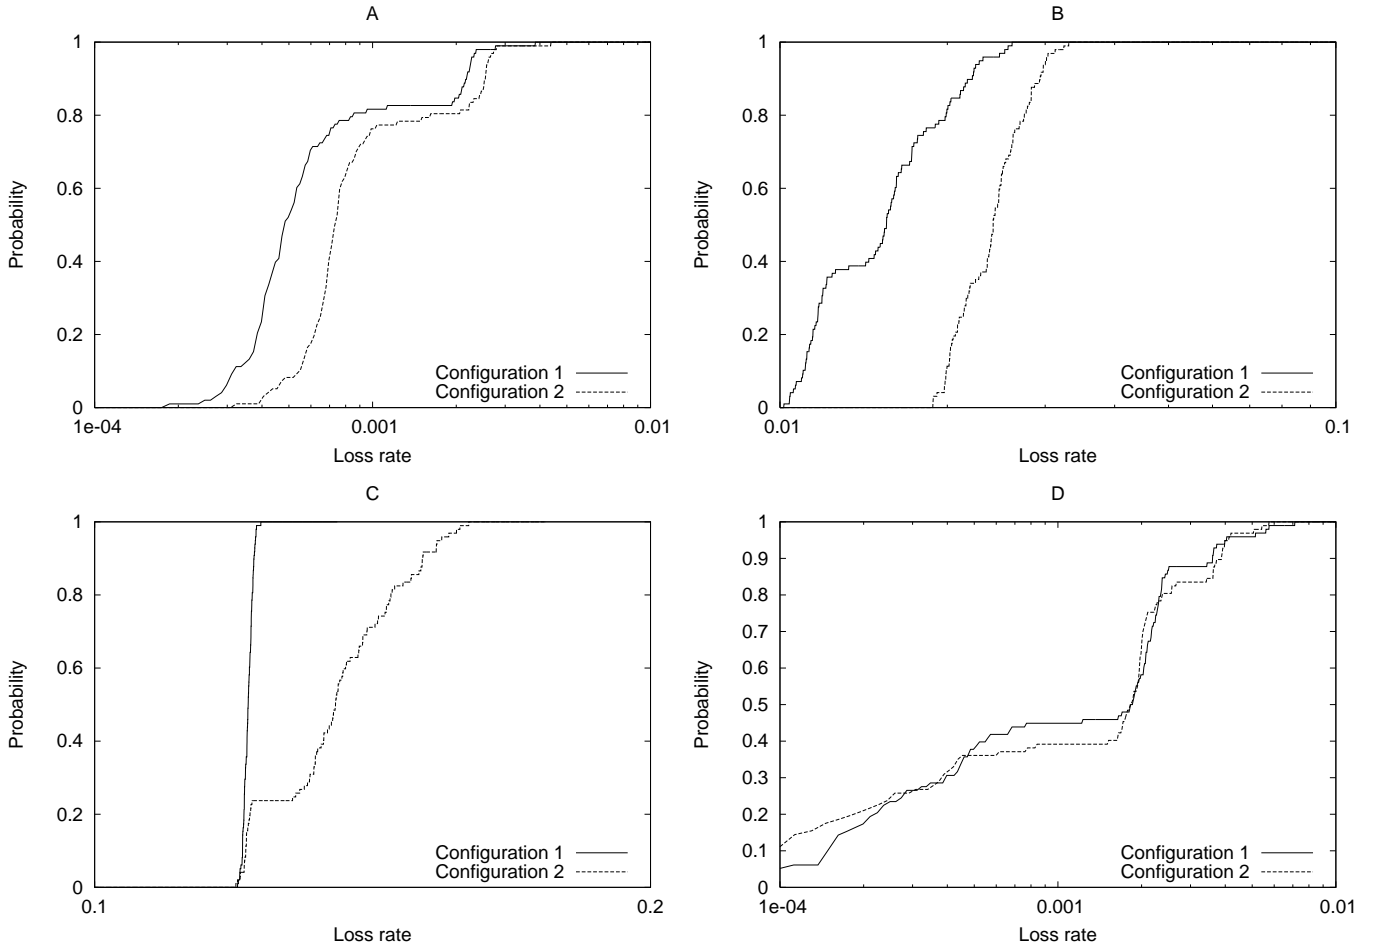 A
Probability
1
0.8
0.6
0.4
0.2
0
1e-04
0.001
0.01
Loss rate
Configuration 1
Configuration 2
B
Probability
1
0.8
0.6
0.4
0.2
0
0.01
0.1
Loss rate
Configuration 1
Configuration 2
C
Probability
1
0.8
0.6
0.4
0.2
0
0.1
0.2
Loss rate
Configuration 1
Configuration 2
D
Probability
1
0.9
0.8
0.7
0.6
0.5
0.4
0.3
0.2
0.1
0
1e-04
0.001
0.01
Loss rate
Configuration 1
Configuration 2